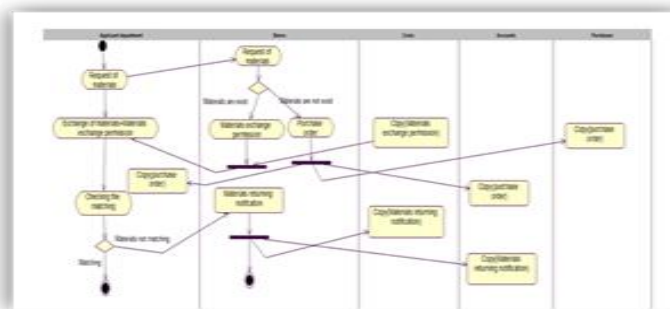 Applicant department
Stores
Costs
Accounts
Purchases
Request of
materials
Request of
materials
Materials are exist
Materials are not exist
Exchange of Materials+Materials
exchange permission
Materials exchange
permission
Purchase
order
Copy(Materials
exchange permission)
Copy(purchase
order)
Copy(purchase
order)
Copy(purchase
order)
Checking the
matching
Materials returning
notification
Materials not matching
Matching
Copy(Materials returning
notification)
Copy(Materials
returning notification)